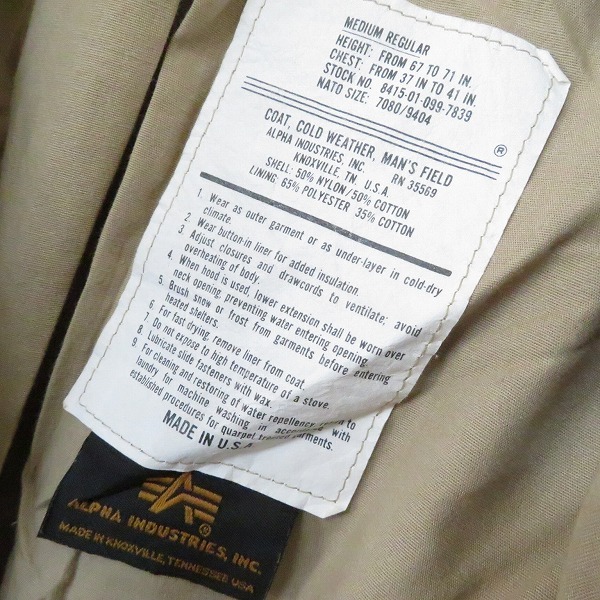 MEDIUM REGULAR
HEIGHT: FROM 67 TO 71 IN.
CHEST: FROM 37 IN TO 41 IN.
STOCK NO. 8415-01-099-7839
NATO SIZE: 7080/9404
®
COAT, COLD WEATHER, MAN'S FIELD
ALPHA INDUSTRIES, INC. RN 35569
KNOXVILLE, TN. U.S.A.
SHELL: 50% NYLON/50% COTTON
LINING: 65% POLYESTER 35% COTTON
1. Wear as outer garment or as under-layer in cold-dry
climate.
2. Wear button-in liner for added insulation.
3. Adjust closures and drawcords to ventilate; avoid
overheating of body.
4. When hood is used, lower extension shall be worn over
neck opening, preventing water entering opening.
5. Brush snow or frost from garments before entering
heated shelters.
6. For fast drying, remove liner from coat.
7. Do not expose to high temperature of a stove.
8. Lubricate slide fasteners with wax.
9. For cleaning and restoring of water repellency, return to
laundry for machine washing in accordance with
established procedures for quarpel treated garments.
MADE IN U.S.A.
®
ALPHA INDUSTRIES, INC.
MADE IN KNOXVILLE, TENNESSEE USA